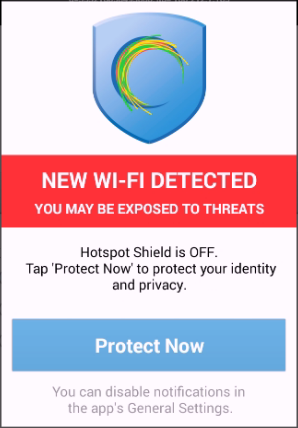 NEW WI-FI DETECTED
YOU MAY BE EXPOSED TO THREATS
Hotspot Shield is OFF.
Tap 'Protect Now' to protect your identity
and privacy.
Protect Now
You can disable notifications in
the app's General Settings.